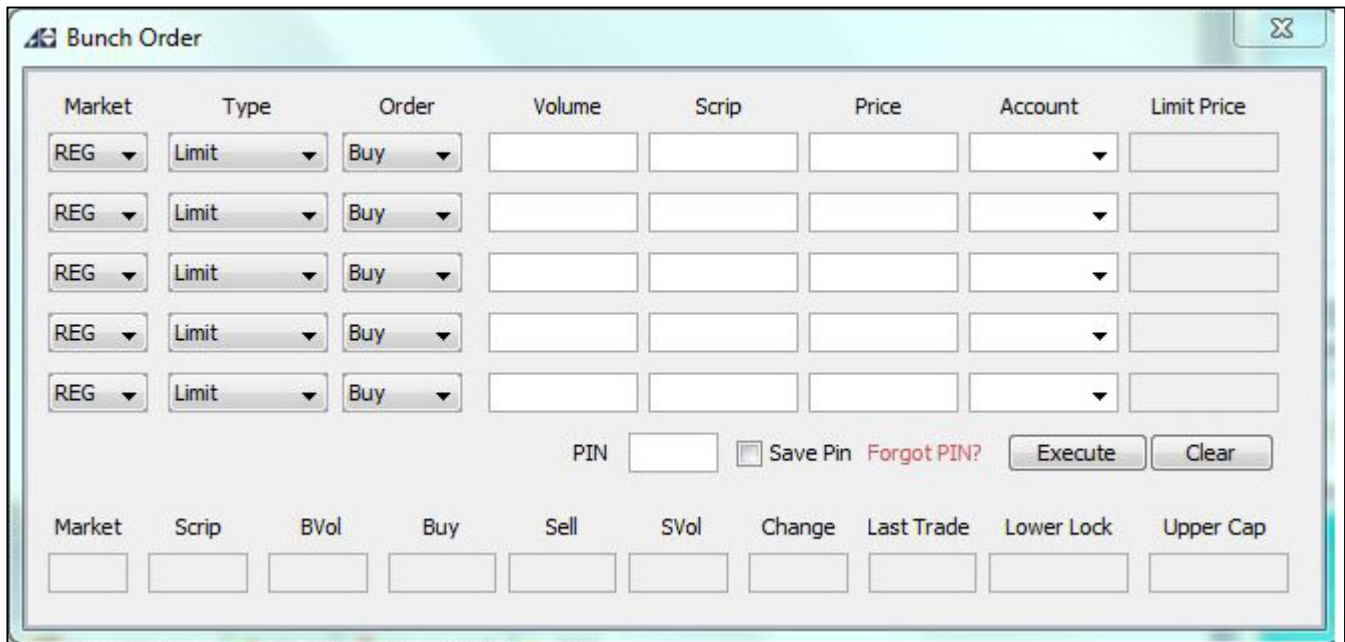 Bunch Order
Market Type Order Volume Scrip Price Account Limit Price
REG Limit Buy
REG Limit Buy
REG Limit Buy
REG Limit Buy
REG Limit Buy
PIN Save Pin Forgot PIN? Execute Clear
Market Scrip BVol Buy Sell SVol Change Last Trade Lower Lock Upper Cap